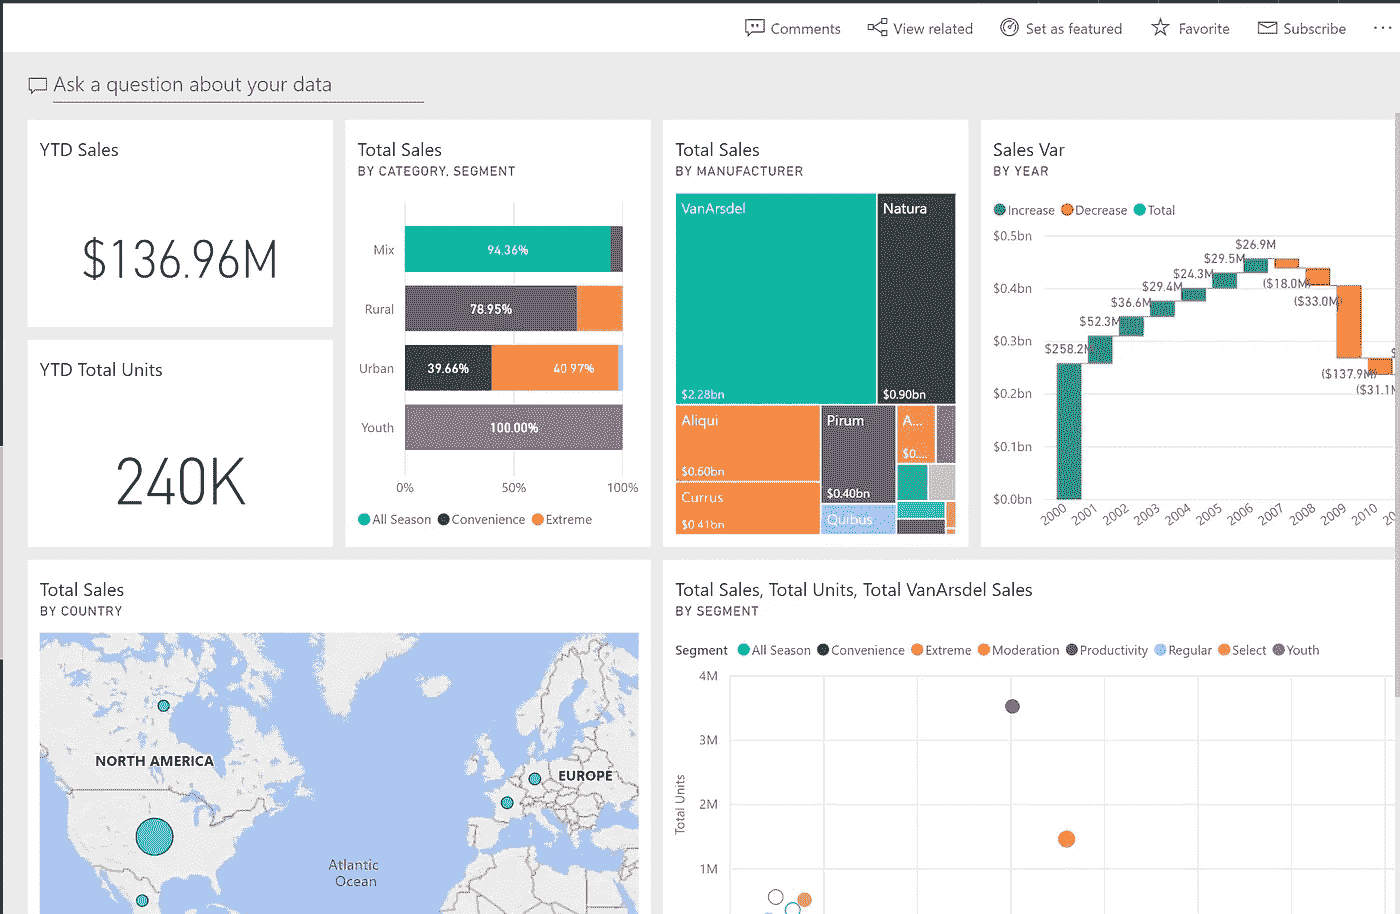 Comments View related Set as featured Favorite Subscribe ...
Ask a question about your data
YTD Sales
$136.96M
YTD Total Units
240K
Total Sales
BY CATEGORY, SEGMENT
Mix 94.36%
Rural 78.95%
Urban 39.66% 40.97%
Youth 100.00%
0% 50% 100%
All Season Convenience Extreme
Total Sales
BY MANUFACTURER
VanArsdel
$2.28bn
Natura
$0.90bn
Aliqui
$0.60bn
Currus
$0.41bn
Pirum
$0.40bn
Quibus
A...
$0....
Sales Var
BY YEAR
Increase Decrease Total
$0.5bn
$0.4bn
$0.3bn
$0.2bn
$0.1bn
$0.0bn
$258.2M
$52.3M
$36.6M
$29.4M
$24.3M
$29.5M
$26.9M
($18.0M)
($33.0M)
($137.9M)
($31.1M
2000 2001 2002 2003 2004 2005 2006 2007 2008 2009 2010
Total Sales
BY COUNTRY
NORTH AMERICA
EUROPE
Atlantic
Ocean
Total Sales, Total Units, Total VanArsdel Sales
BY SEGMENT
Segment All Season Convenience Extreme Moderation Productivity Regular Select Youth
4M
3M
2M
1M
Total Units